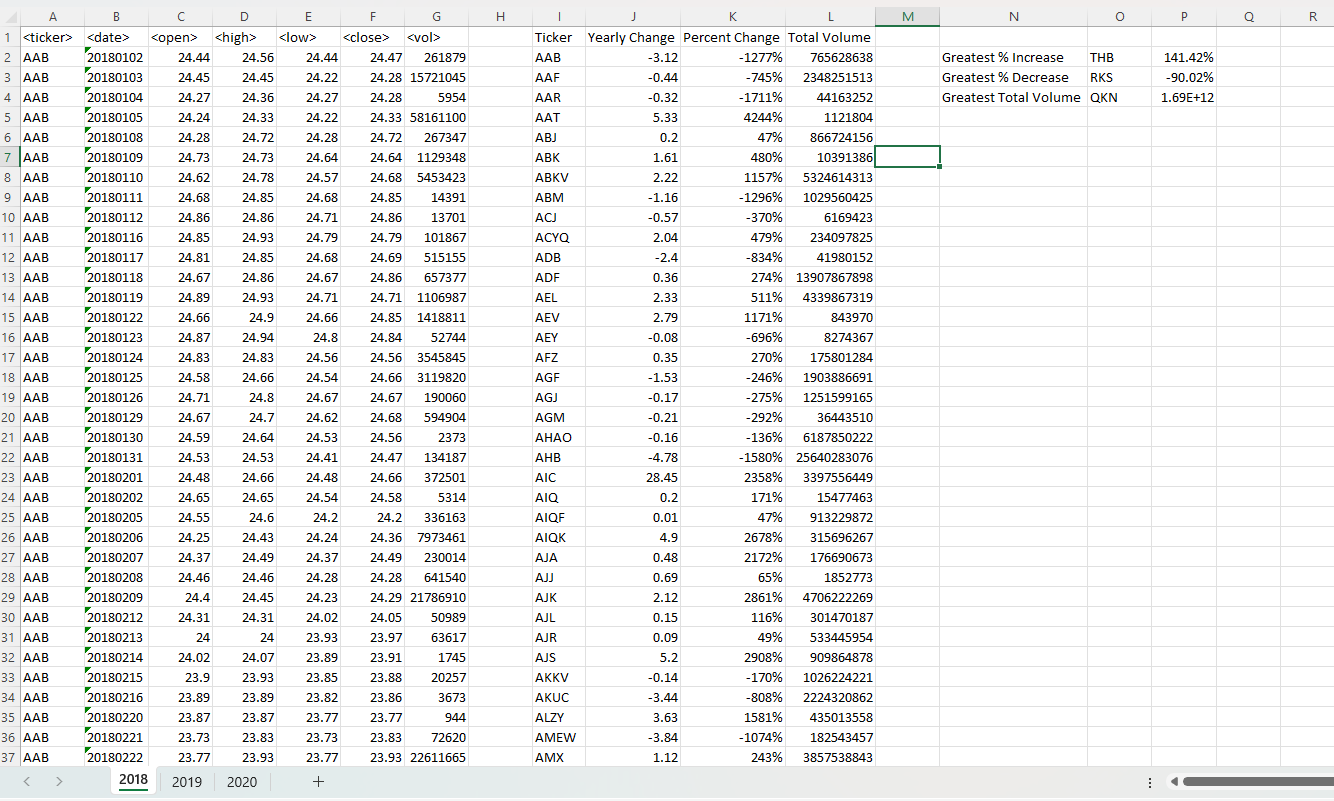 A B C D E F G H I J K L M N O P Q R
1 <ticker> <date> <open> <high> <low> <close> <vol> Ticker Yearly Change Percent Change Total Volume
2 AAB 20180102 24.44 24.56 24.44 24.47 261879 AAB -3.12 -1277% 765628638 Greatest % Increase THB 141.42%
3 AAB 20180103 24.45 24.45 24.22 24.28 15721045 AAF -0.44 -745% 2348251513 Greatest % Decrease RKS -90.02%
4 AAB 20180104 24.27 24.36 24.27 24.28 5954 AAR -0.32 -1711% 44163252 Greatest Total Volume QKN 1.69E+12
5 AAB 20180105 24.24 24.33 24.22 24.33 58161100 AAT 5.33 4244% 1121804
6 AAB 20180108 24.28 24.72 24.28 24.72 267347 ABJ 0.2 47% 866724156
7 AAB 20180109 24.73 24.73 24.64 24.64 1129348 ABK 1.61 480% 10391386
8 AAB 20180110 24.62 24.78 24.57 24.68 5453423 ABKV 2.22 1157% 5324614313
9 AAB 20180111 24.68 24.85 24.68 24.85 14391 ABM -1.16 -1296% 1029560425
10 AAB 20180112 24.86 24.86 24.71 24.86 13701 ACJ -0.57 -370% 6169423
11 AAB 20180116 24.85 24.93 24.79 24.79 101867 ACYQ 2.04 479% 234097825
12 AAB 20180117 24.81 24.85 24.68 24.69 515155 ADB -2.4 -834% 41980152
13 AAB 20180118 24.67 24.86 24.67 24.86 657377 ADF 0.36 274% 13907867898
14 AAB 20180119 24.89 24.93 24.71 24.71 1106987 AEL 2.33 511% 4339867319
15 AAB 20180122 24.66 24.9 24.66 24.85 1418811 AEV 2.79 1171% 843970
16 AAB 20180123 24.87 24.94 24.8 24.84 52744 AEY -0.08 -696% 8274367
17 AAB 20180124 24.83 24.83 24.56 24.56 3545845 AFZ 0.35 270% 175801284
18 AAB 20180125 24.58 24.66 24.54 24.66 3119820 AGF -1.53 -246% 1903886691
19 AAB 20180126 24.71 24.8 24.67 24.67 190060 AGJ -0.17 -275% 1251599165
20 AAB 20180129 24.67 24.7 24.62 24.68 594904 AGM -0.21 -292% 36443510
21 AAB 20180130 24.59 24.64 24.53 24.56 2373 AHAO -0.16 -136% 6187850222
22 AAB 20180131 24.53 24.53 24.41 24.47 134187 AHB -4.78 -1580% 25640283076
23 AAB 20180201 24.48 24.66 24.48 24.66 372501 AIC 28.45 2358% 3397556449
24 AAB 20180202 24.65 24.65 24.54 24.58 5314 AIQ 0.2 171% 15477463
25 AAB 20180205 24.55 24.6 24.2 24.2 336163 AIQF 0.01 47% 913229872
26 AAB 20180206 24.25 24.43 24.24 24.36 7973461 AIQK 4.9 2678% 315696267
27 AAB 20180207 24.37 24.49 24.37 24.49 230014 AJA 0.48 2172% 176690673
28 AAB 20180208 24.46 24.46 24.28 24.28 641540 AJJ 0.69 65% 1852773
29 AAB 20180209 24.4 24.45 24.23 24.29 21786910 AJK 2.12 2861% 4706222269
30 AAB 20180212 24.31 24.31 24.02 24.05 50989 AJL 0.15 116% 301470187
31 AAB 20180213 24 24 23.93 23.97 63617 AJR 0.09 49% 533445954
32 AAB 20180214 24.02 24.07 23.89 23.91 1745 AJS 5.2 2908% 909864878
33 AAB 20180215 23.9 23.93 23.85 23.88 20257 AKKV -0.14 -170% 1026224221
34 AAB 20180216 23.89 23.89 23.82 23.86 3673 AKUC -3.44 -808% 2224320862
35 AAB 20180220 23.87 23.87 23.77 23.77 944 ALZY 3.63 1581% 435013558
36 AAB 20180221 23.73 23.83 23.73 23.83 72620 AMEW -3.84 -1074% 182543457
37 AAB 20180222 23.77 23.93 23.77 23.93 22611665 AMX 1.12 243% 3857538843
2018 2019 2020 +